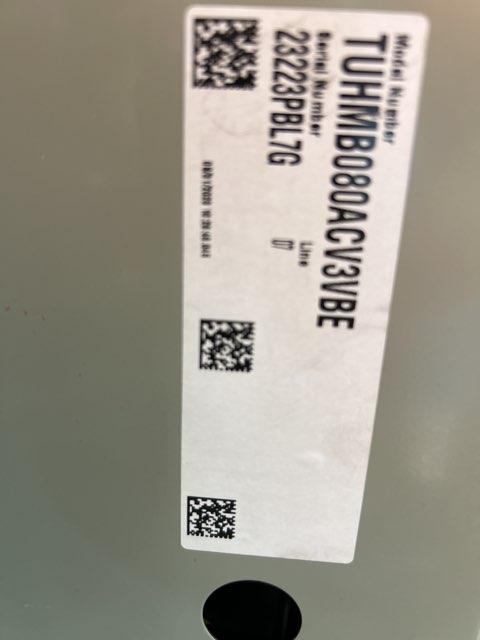 Model Number
TUHMB080ACV3VBE
Serial Number
23223PBL7G
Line
07